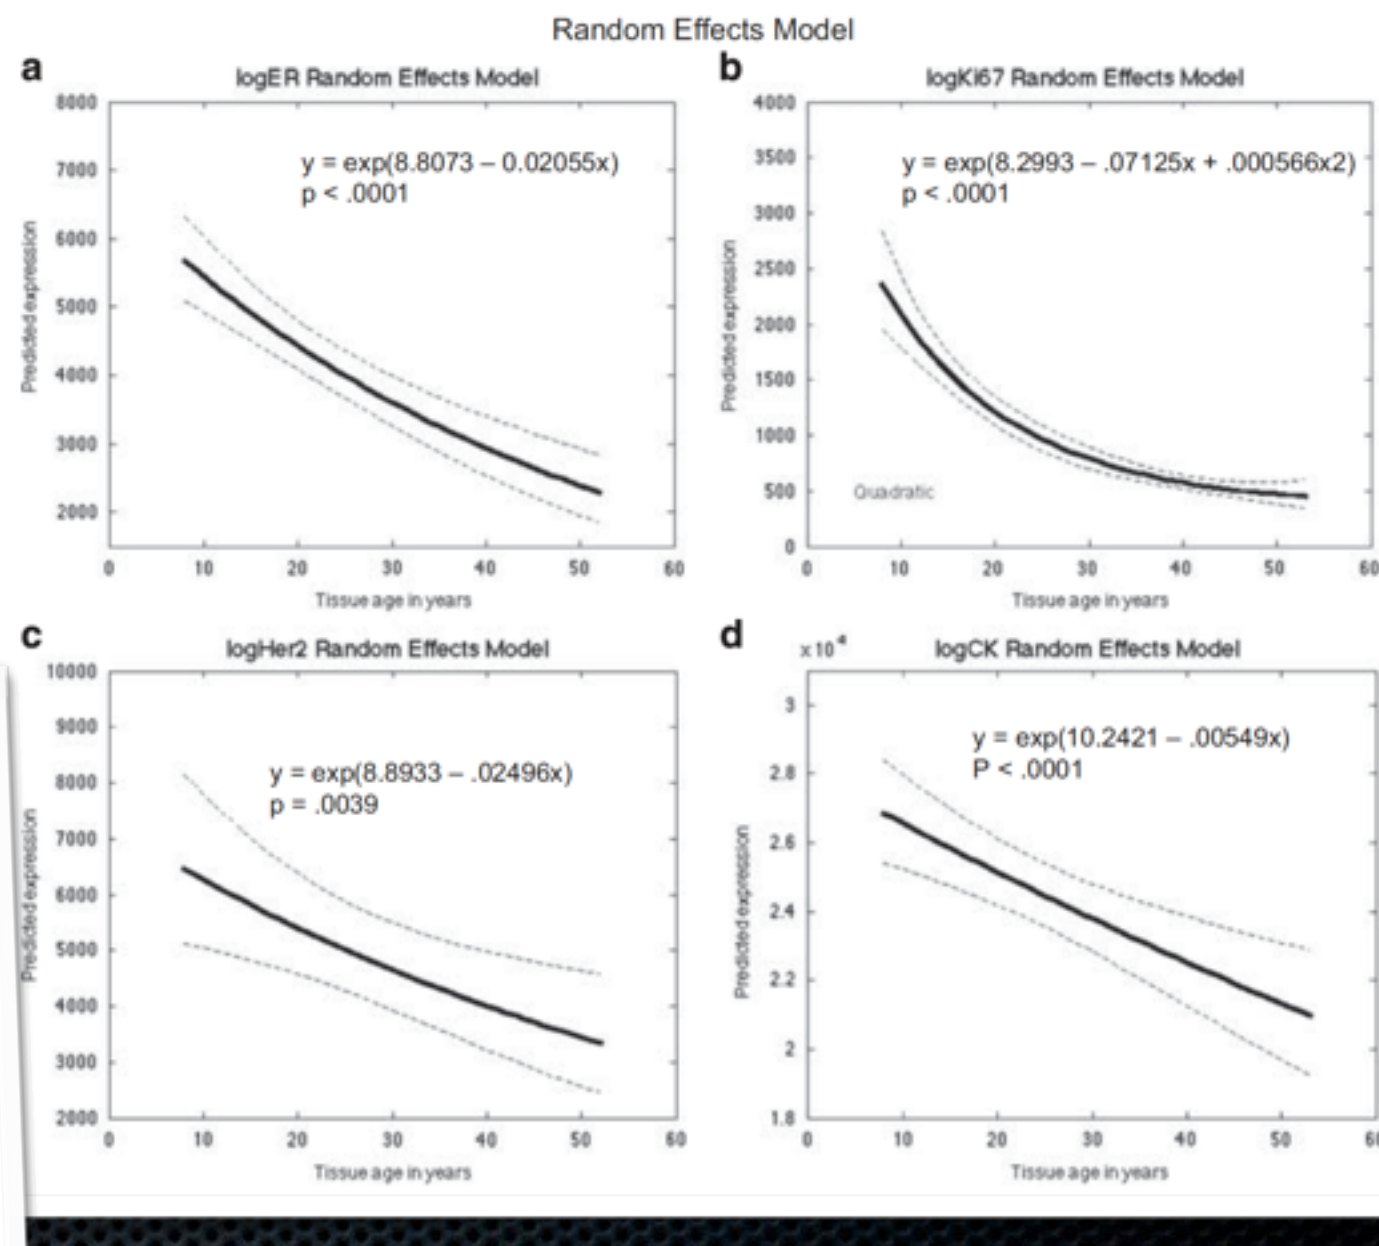 Random Effects Model
a
logER Random Effects Model
8000
7000
6000
5000
4000
3000
2000
y = exp(8.8073 – 0.02055x)
p < .0001
Predicted expression
0 10 20 30 40 50 60
Tissue age in years
b
logKi67 Random Effects Model
4000
3500
3000
2500
2000
1500
1000
500
0
y = exp(8.2993 – .07125x + .000566x2)
p < .0001
Quadratic
Predicted expression
0 10 20 30 40 50 60
Tissue age in years
c
logHer2 Random Effects Model
10000
9000
8000
7000
6000
5000
4000
3000
2000
y = exp(8.8933 – .02496x)
p = .0039
Predicted expression
0 10 20 30 40 50 60
Tissue age in years
d
x 10 4
logCK Random Effects Model
3
2.8
2.6
2.4
2.2
2
1.8
y = exp(10.2421 – .00549x)
P < .0001
Predicted expression
0 10 20 30 40 50 60
Tissue age in years